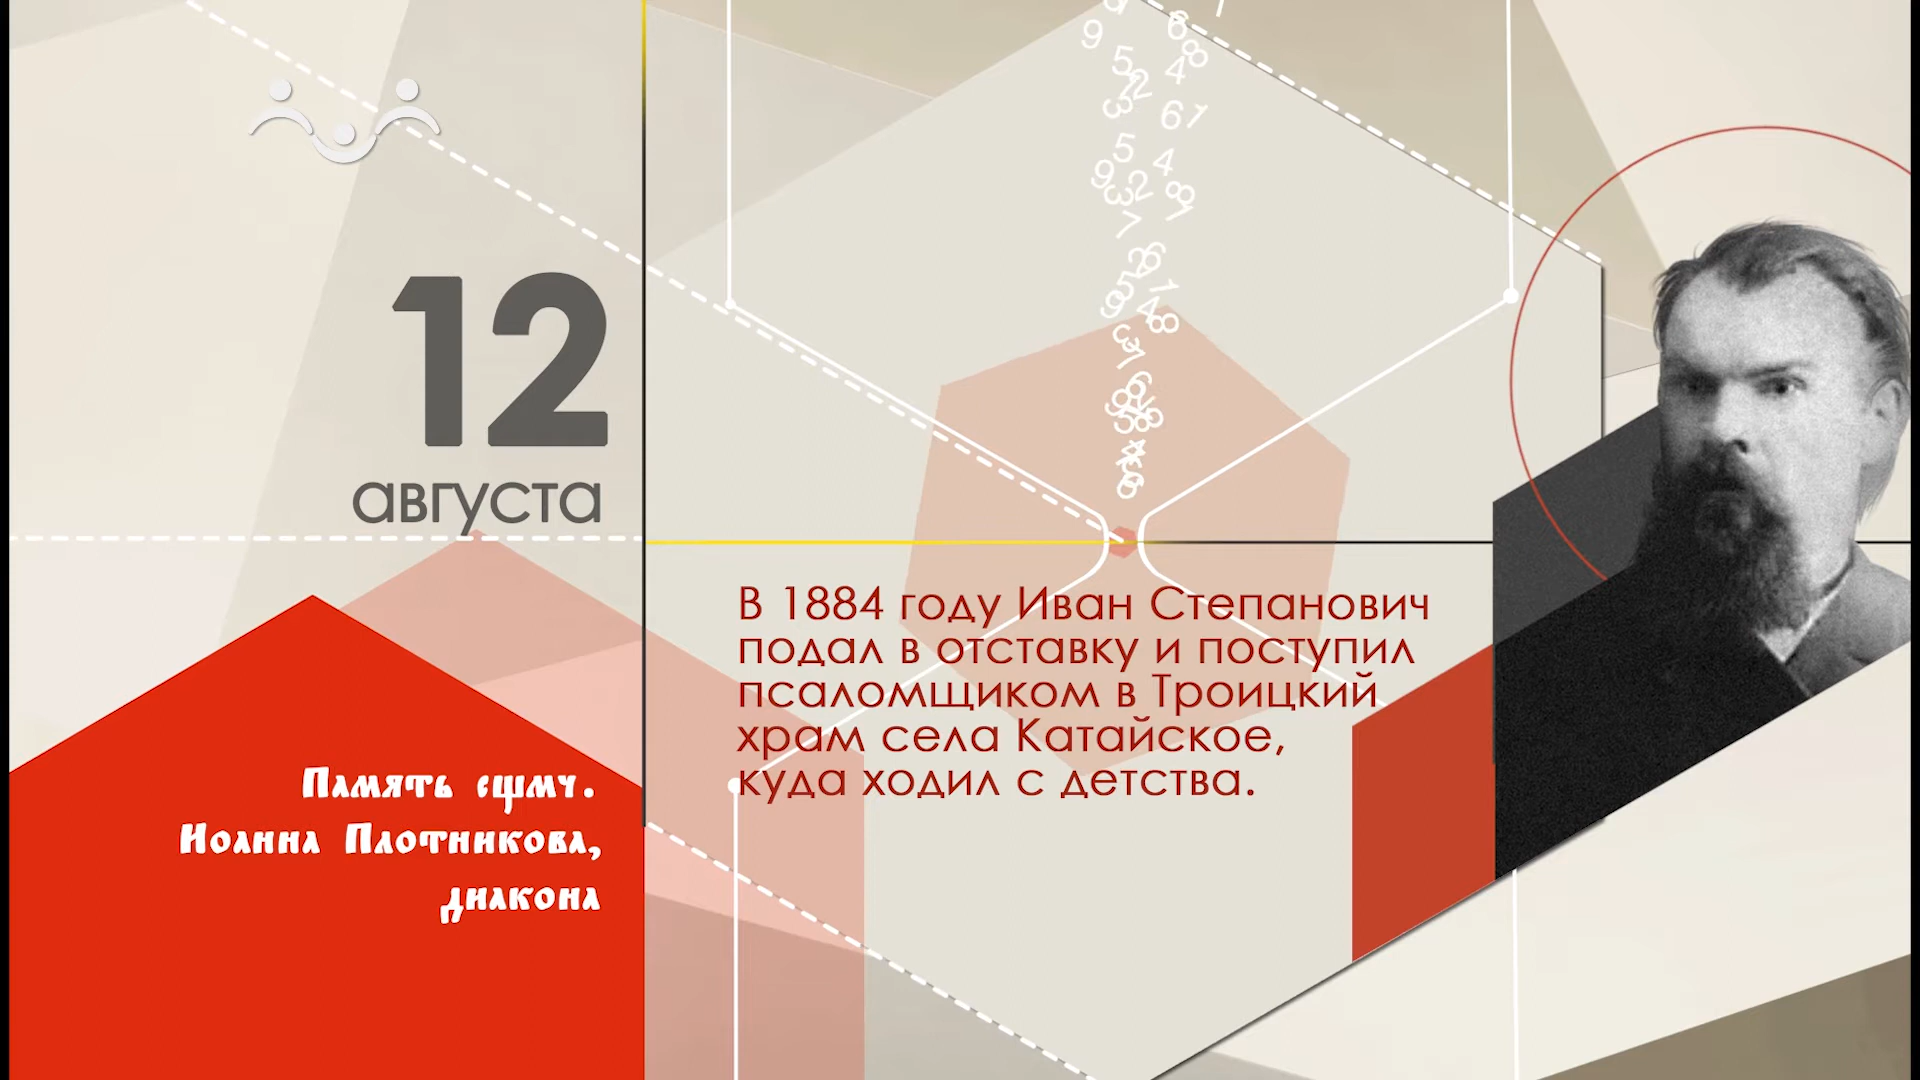 12
августа
Память сщмч.
Иоанна Плотникова,
диакона
В 1884 году Иван Степанович
подал в отставку и поступил
псаломщиком в Троицкий
храм села Катайское,
куда ходил с детства.